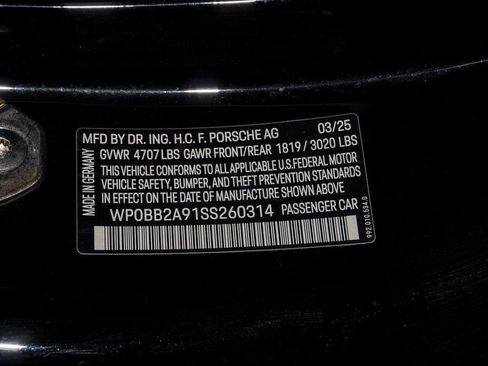 MFD BY DR. ING. H.C. F. PORSCHE AG 03/25
GVWR 4707 LBS GAWR FRONT/REAR 1819 / 3020 LBS
THIS VEHICLE CONFORMS TO ALL APPLICABLE U.S.FEDERAL MOTOR
VEHICLE SAFETY, BUMPER, AND THEFT PREVENTION STANDARDS
IN EFFECT ON THE DATE OF MANUFACTURE SHOWN ABOVE.
WP0BB2A91SS260314 PASSENGER CAR
MADE IN GERMANY
992.010.534.0